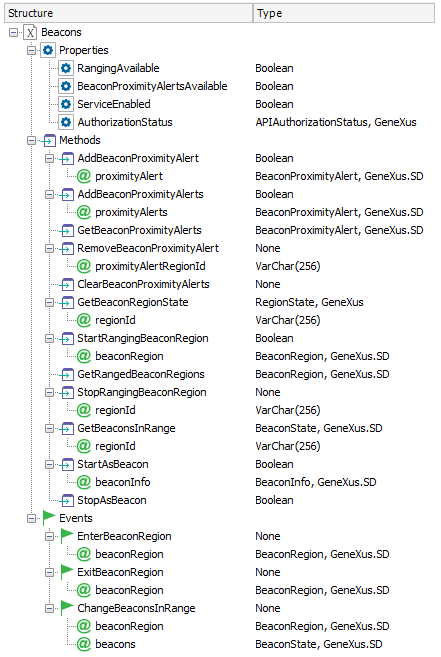 Structure Type
Beacons
Properties
RangingAvailable Boolean
BeaconProximityAlertsAvailable Boolean
ServiceEnabled Boolean
AuthorizationStatus APIAuthorizationStatus, GeneXus
Methods
AddBeaconProximityAlert Boolean
@ proximityAlert BeaconProximityAlert, GeneXus.SD
AddBeaconProximityAlerts Boolean
@ proximityAlerts BeaconProximityAlert, GeneXus.SD
GetBeaconProximityAlerts BeaconProximityAlert, GeneXus.SD
RemoveBeaconProximityAlert None
@ proximityAlertRegionId VarChar(256)
ClearBeaconProximityAlerts None
GetBeaconRegionState RegionState, GeneXus
@ regionId VarChar(256)
StartRangingBeaconRegion Boolean
@ beaconRegion BeaconRegion, GeneXus.SD
GetRangedBeaconRegions BeaconRegion, GeneXus.SD
StopRangingBeaconRegion None
@ regionId VarChar(256)
GetBeaconsInRange BeaconState, GeneXus.SD
@ regionId VarChar(256)
StartAsBeacon Boolean
@ beaconInfo BeaconInfo, GeneXus.SD
StopAsBeacon Boolean
Events
EnterBeaconRegion None
@ beaconRegion BeaconRegion, GeneXus.SD
ExitBeaconRegion None
@ beaconRegion BeaconRegion, GeneXus.SD
ChangeBeaconsInRange None
@ beaconRegion BeaconRegion, GeneXus.SD
@ beacons BeaconState, GeneXus.SD